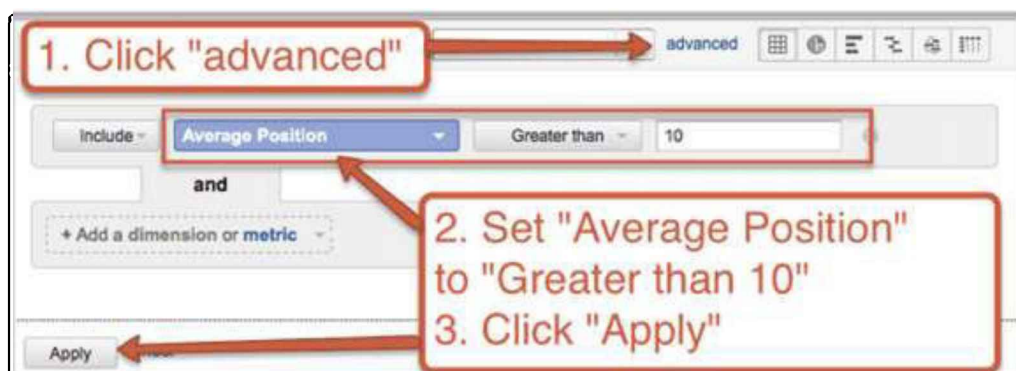 1. Click "advanced"
advanced
Include
Average Position
Greater than
10
and
+ Add a dimension or metric
2. Set "Average Position"
to "Greater than 10"
3. Click "Apply"
Apply